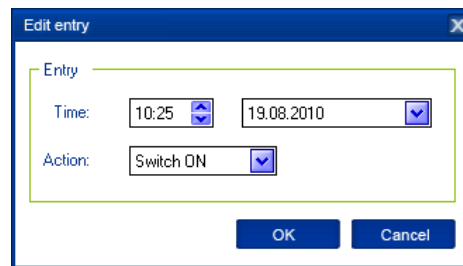 Edit entry
Entry
Time: 10:25 19.08.2010
Action: Switch ON
OK Cancel